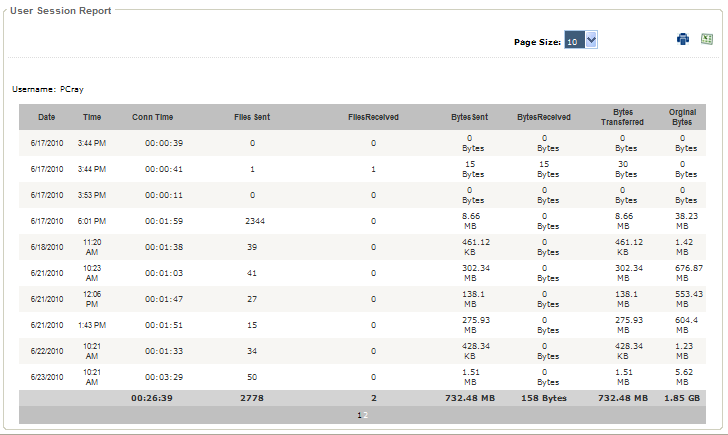 User Session Report
Page Size: 10
Username: PCray
Date Time Conn Time Files Sent FilesReceived BytesSent BytesReceived Bytes Transferred Orginal Bytes
6/17/2010 3:44 PM 00:00:39 0 0 0 Bytes 0 Bytes 0 Bytes 0 Bytes
6/17/2010 3:44 PM 00:00:41 1 1 15 Bytes 15 Bytes 30 Bytes 0 Bytes
6/17/2010 3:53 PM 00:00:11 0 0 0 Bytes 0 Bytes 0 Bytes 0 Bytes
6/17/2010 6:01 PM 00:01:59 2344 0 8.66 MB 0 Bytes 8.66 MB 38.23 MB
6/18/2010 11:20 AM 00:01:38 39 0 461.12 KB 0 Bytes 461.12 KB 1.42 MB
6/21/2010 10:23 AM 00:01:03 41 0 302.34 MB 0 Bytes 302.34 MB 676.87 MB
6/21/2010 12:06 PM 00:01:47 27 0 138.1 MB 0 Bytes 138.1 MB 553.43 MB
6/21/2010 1:43 PM 00:01:51 15 0 275.93 MB 0 Bytes 275.93 MB 604.4 MB
6/22/2010 10:21 AM 00:01:33 34 0 428.34 KB 0 Bytes 428.34 KB 1.23 MB
6/23/2010 10:21 AM 00:03:29 50 0 1.51 MB 0 Bytes 1.51 MB 5.62 MB
00:26:39 2778 2 732.48 MB 158 Bytes 732.48 MB 1.85 GB
1 2